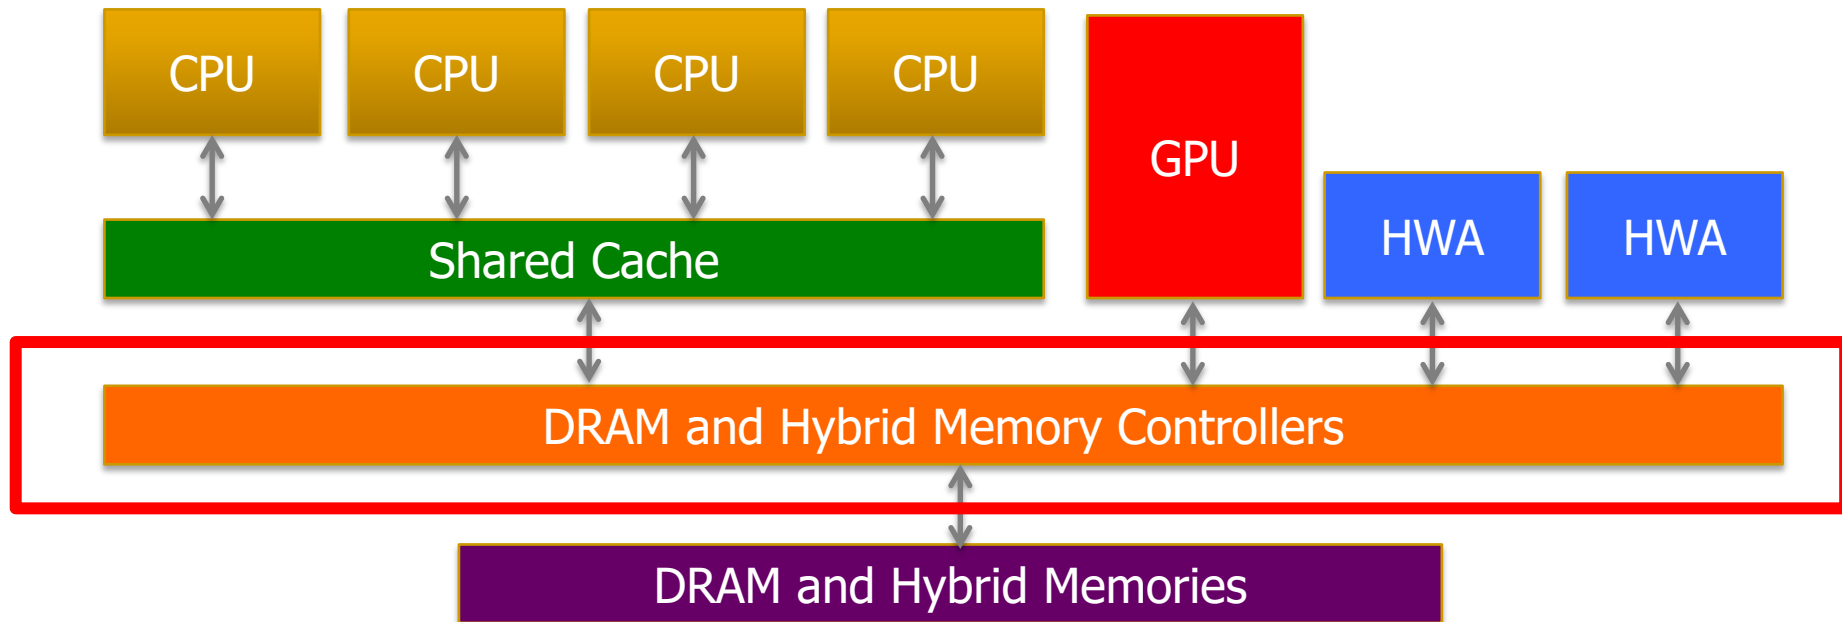 CPU
CPU
CPU
CPU
GPU
HWA
HWA
Shared Cache
DRAM and Hybrid Memory Controllers
DRAM and Hybrid Memories